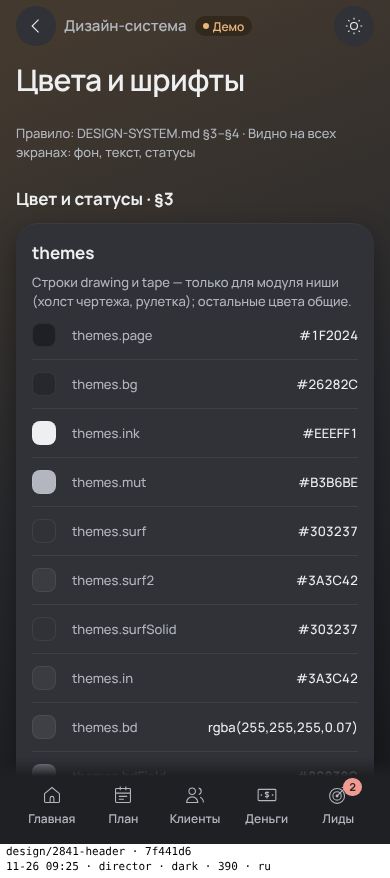 Дизайн-система
Демо
Цвета и шрифты
Правило: DESIGN-SYSTEM.md §3–§4 · Видно на всех
экранах: фон, текст, статусы
Цвет и статусы · §3
themes
Строки drawing и tape — только для модуля ниши
(холст чертежа, рулетка); остальные цвета общие.
themes.page #1F2024
themes.bg #26282C
themes.ink #EEEFF1
themes.mut #B3B6BE
themes.surf #303237
themes.surf2 #3A3C42
themes.surfSolid #303237
themes.in #3A3C42
themes.bd rgba(255,255,255,0.07)
2
Главная План Клиенты Деньги Лиды
design/2841-header · 7f441d6
11-26 09:25 · director · dark · 390 · ru